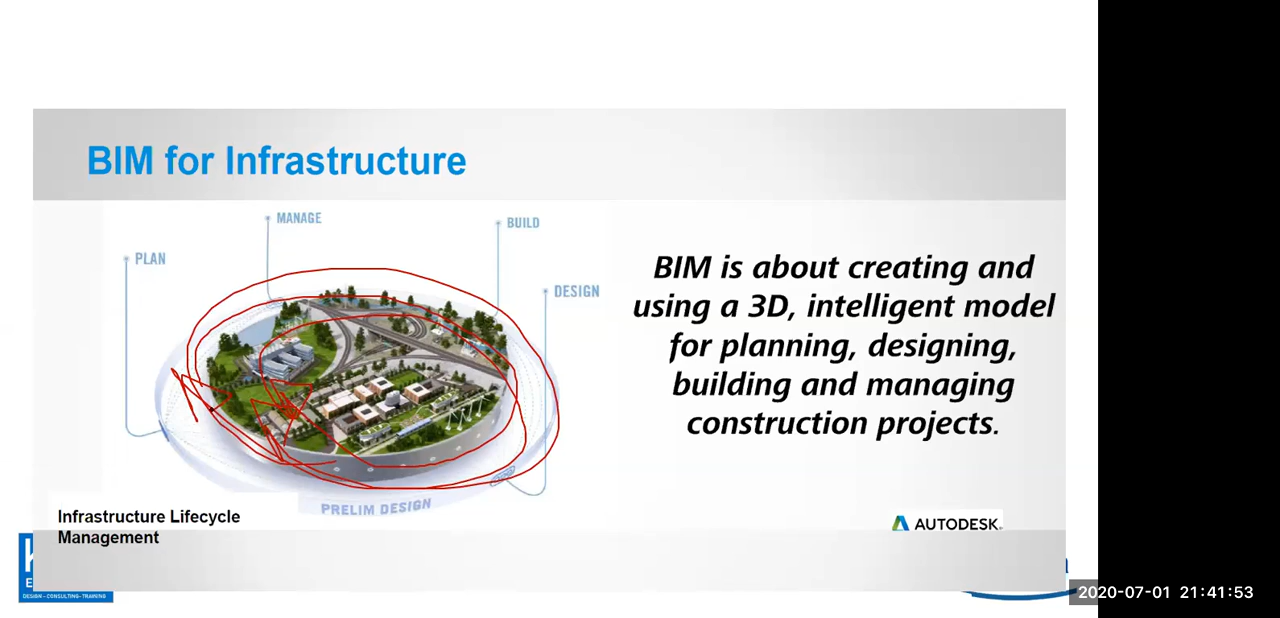 BIM for Infrastructure
MANAGE
BUILD
PLAN
DESIGN
BIM is about creating and
using a 3D, intelligent model
for planning, designing,
building and managing
construction projects.
PRELIM DESIGN
Infrastructure Lifecycle
Management
AUTODESK
DESIGN - CONSULTING - TRAINING
2020-07-01 21:41:53